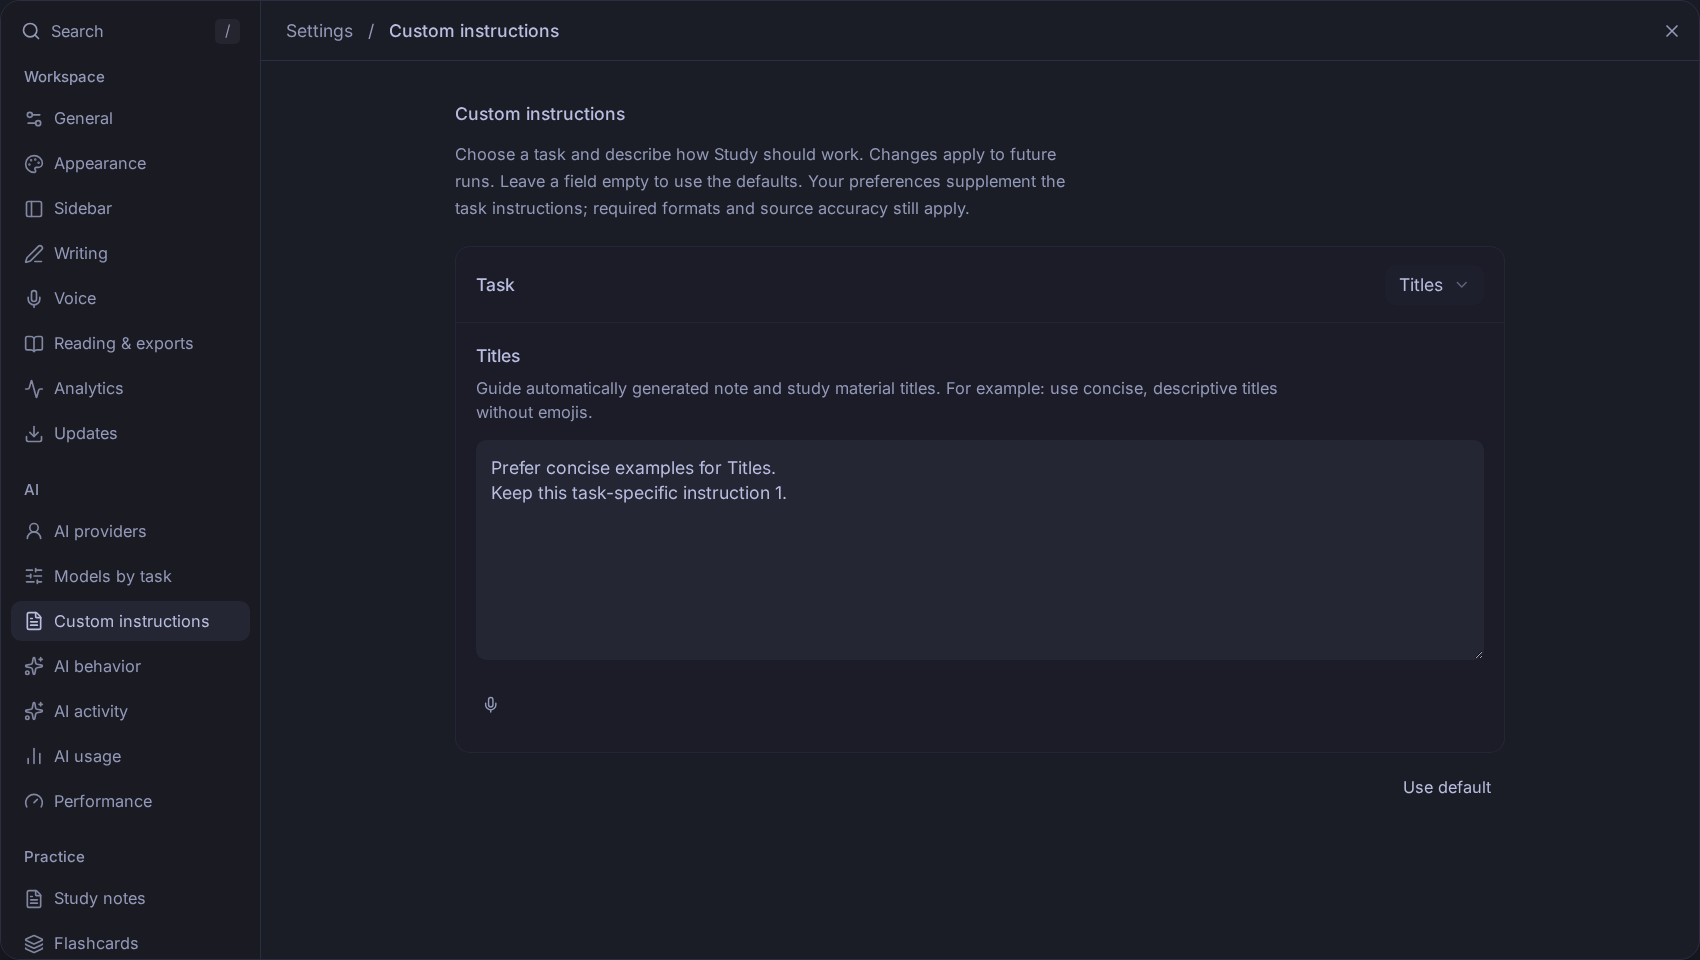 Search /
Workspace
General
Appearance
Sidebar
Writing
Voice
Reading & exports
Analytics
Updates
AI
AI providers
Models by task
Custom instructions
AI behavior
AI activity
AI usage
Performance
Practice
Study notes
Flashcards
Settings / Custom instructions
Custom instructions
Choose a task and describe how Study should work. Changes apply to future
runs. Leave a field empty to use the defaults. Your preferences supplement the
task instructions; required formats and source accuracy still apply.
Task
Titles
Titles
Guide automatically generated note and study material titles. For example: use concise, descriptive titles
without emojis.
Prefer concise examples for Titles.
Keep this task-specific instruction 1.
Use default